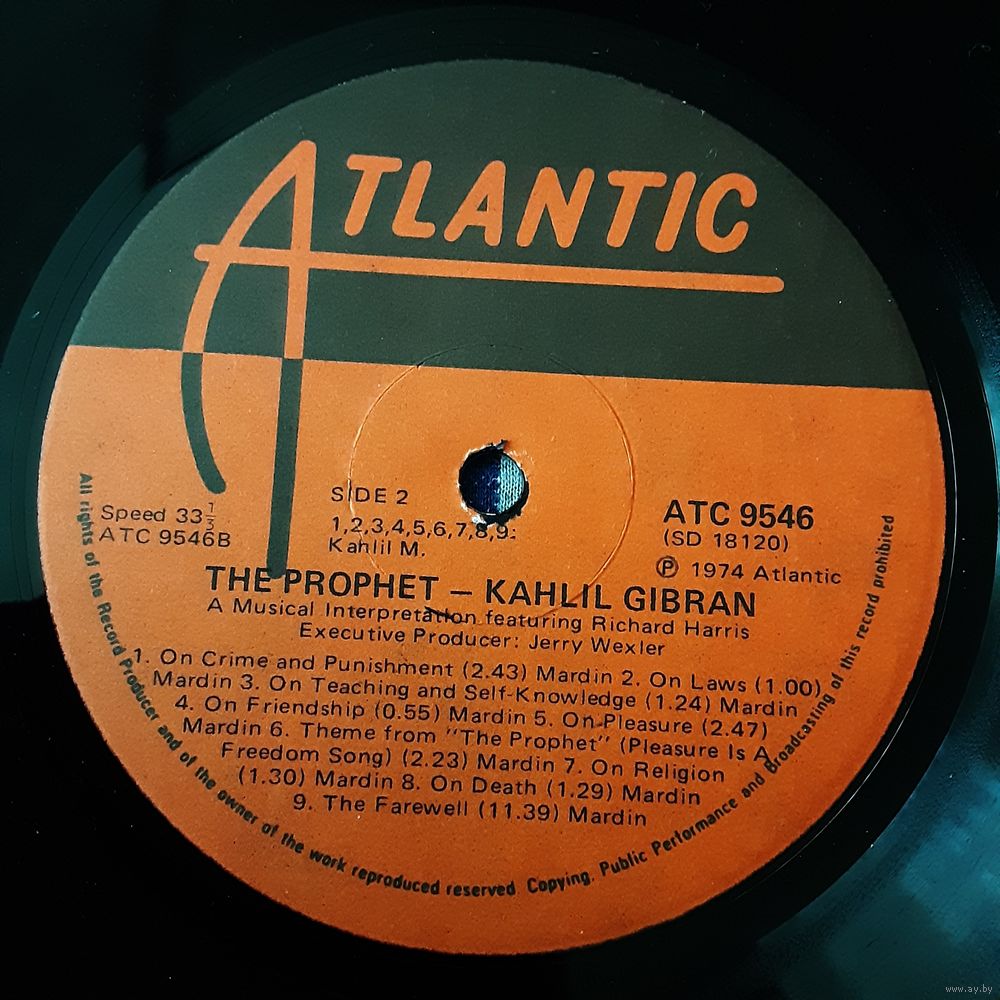 ATLANTIC
Speed 33 1/3
ATC 9546B
SIDE 2
1,2,3,4,5,6,7,8,9:
Kahlil M.
ATC 9546
(SD 18120)
Ⓟ 1974 Atlantic
THE PROPHET – KAHLIL GIBRAN
A Musical Interpretation featuring Richard Harris
Executive Producer: Jerry Wexler
1. On Crime and Punishment (2.43) Mardin 2. On Laws (1.00)
Mardin 3. On Teaching and Self-Knowledge (1.24) Mardin
4. On Friendship (0.55) Mardin 5. On Pleasure (2.47)
Mardin 6. Theme from "The Prophet" (Pleasure Is A
Freedom Song) (2.23) Mardin 7. On Religion
(1.30) Mardin 8. On Death (1.29) Mardin
9. The Farewell (11.39) Mardin
All rights of the Record Producer and of the owner of the work reproduced reserved. Copying, Public Performance and Broadcasting of this record prohibited
www.ay.by